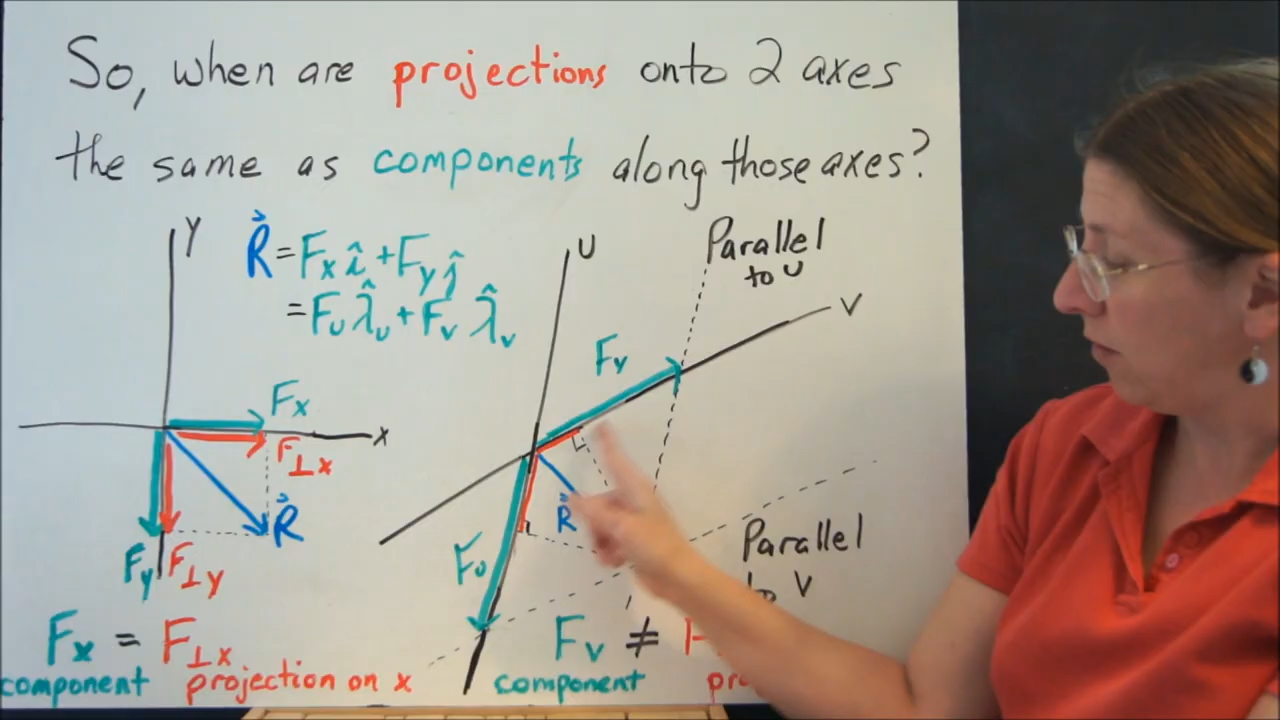 So, when are projections onto 2 axes
the same as components along those axes?
Y
R⃗ = Fₓ î + Fᵧ ĵ
= Fᵤ λ̂ᵤ + Fᵥ λ̂ᵥ
Fₓ
X
F⊥x
R⃗
Fy
F⊥y
Fₓ = F⊥x
component projection on x
U
Parallel
to U
V
Fᵥ
R⃗
Fᵤ
Parallel
V
Fᵥ ≠
component